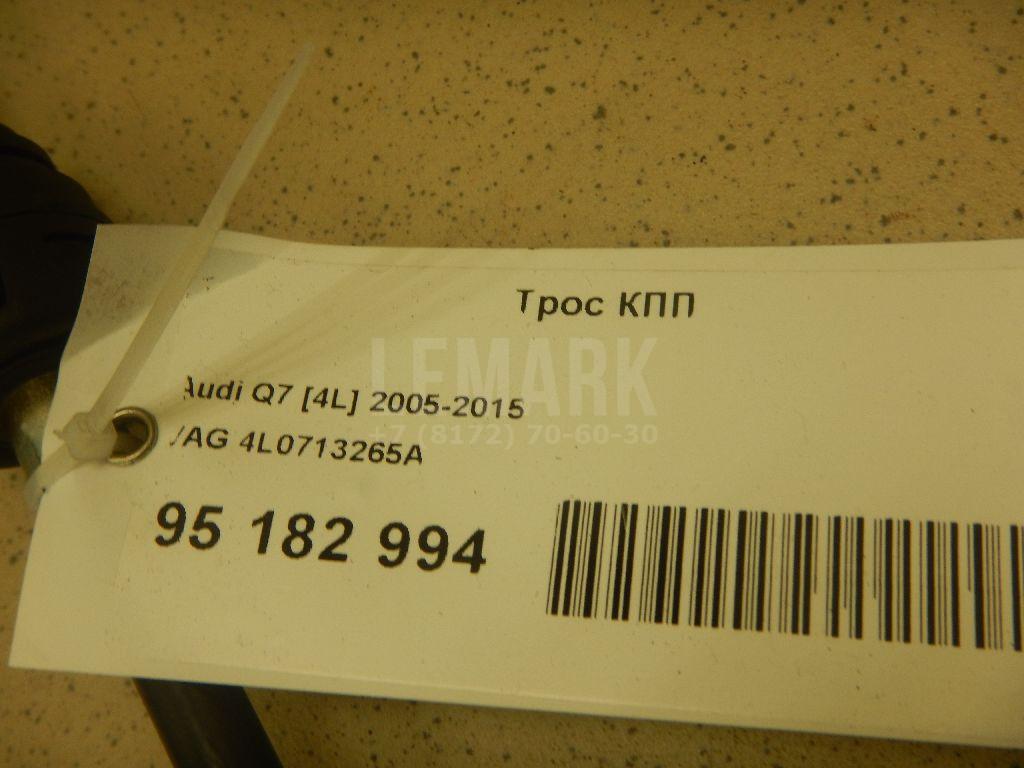 Трос КПП
LEMARK
Audi Q7 [4L] 2005-2015
+7 (8172) 70-60-30
VAG 4L0713265A
95 182 994